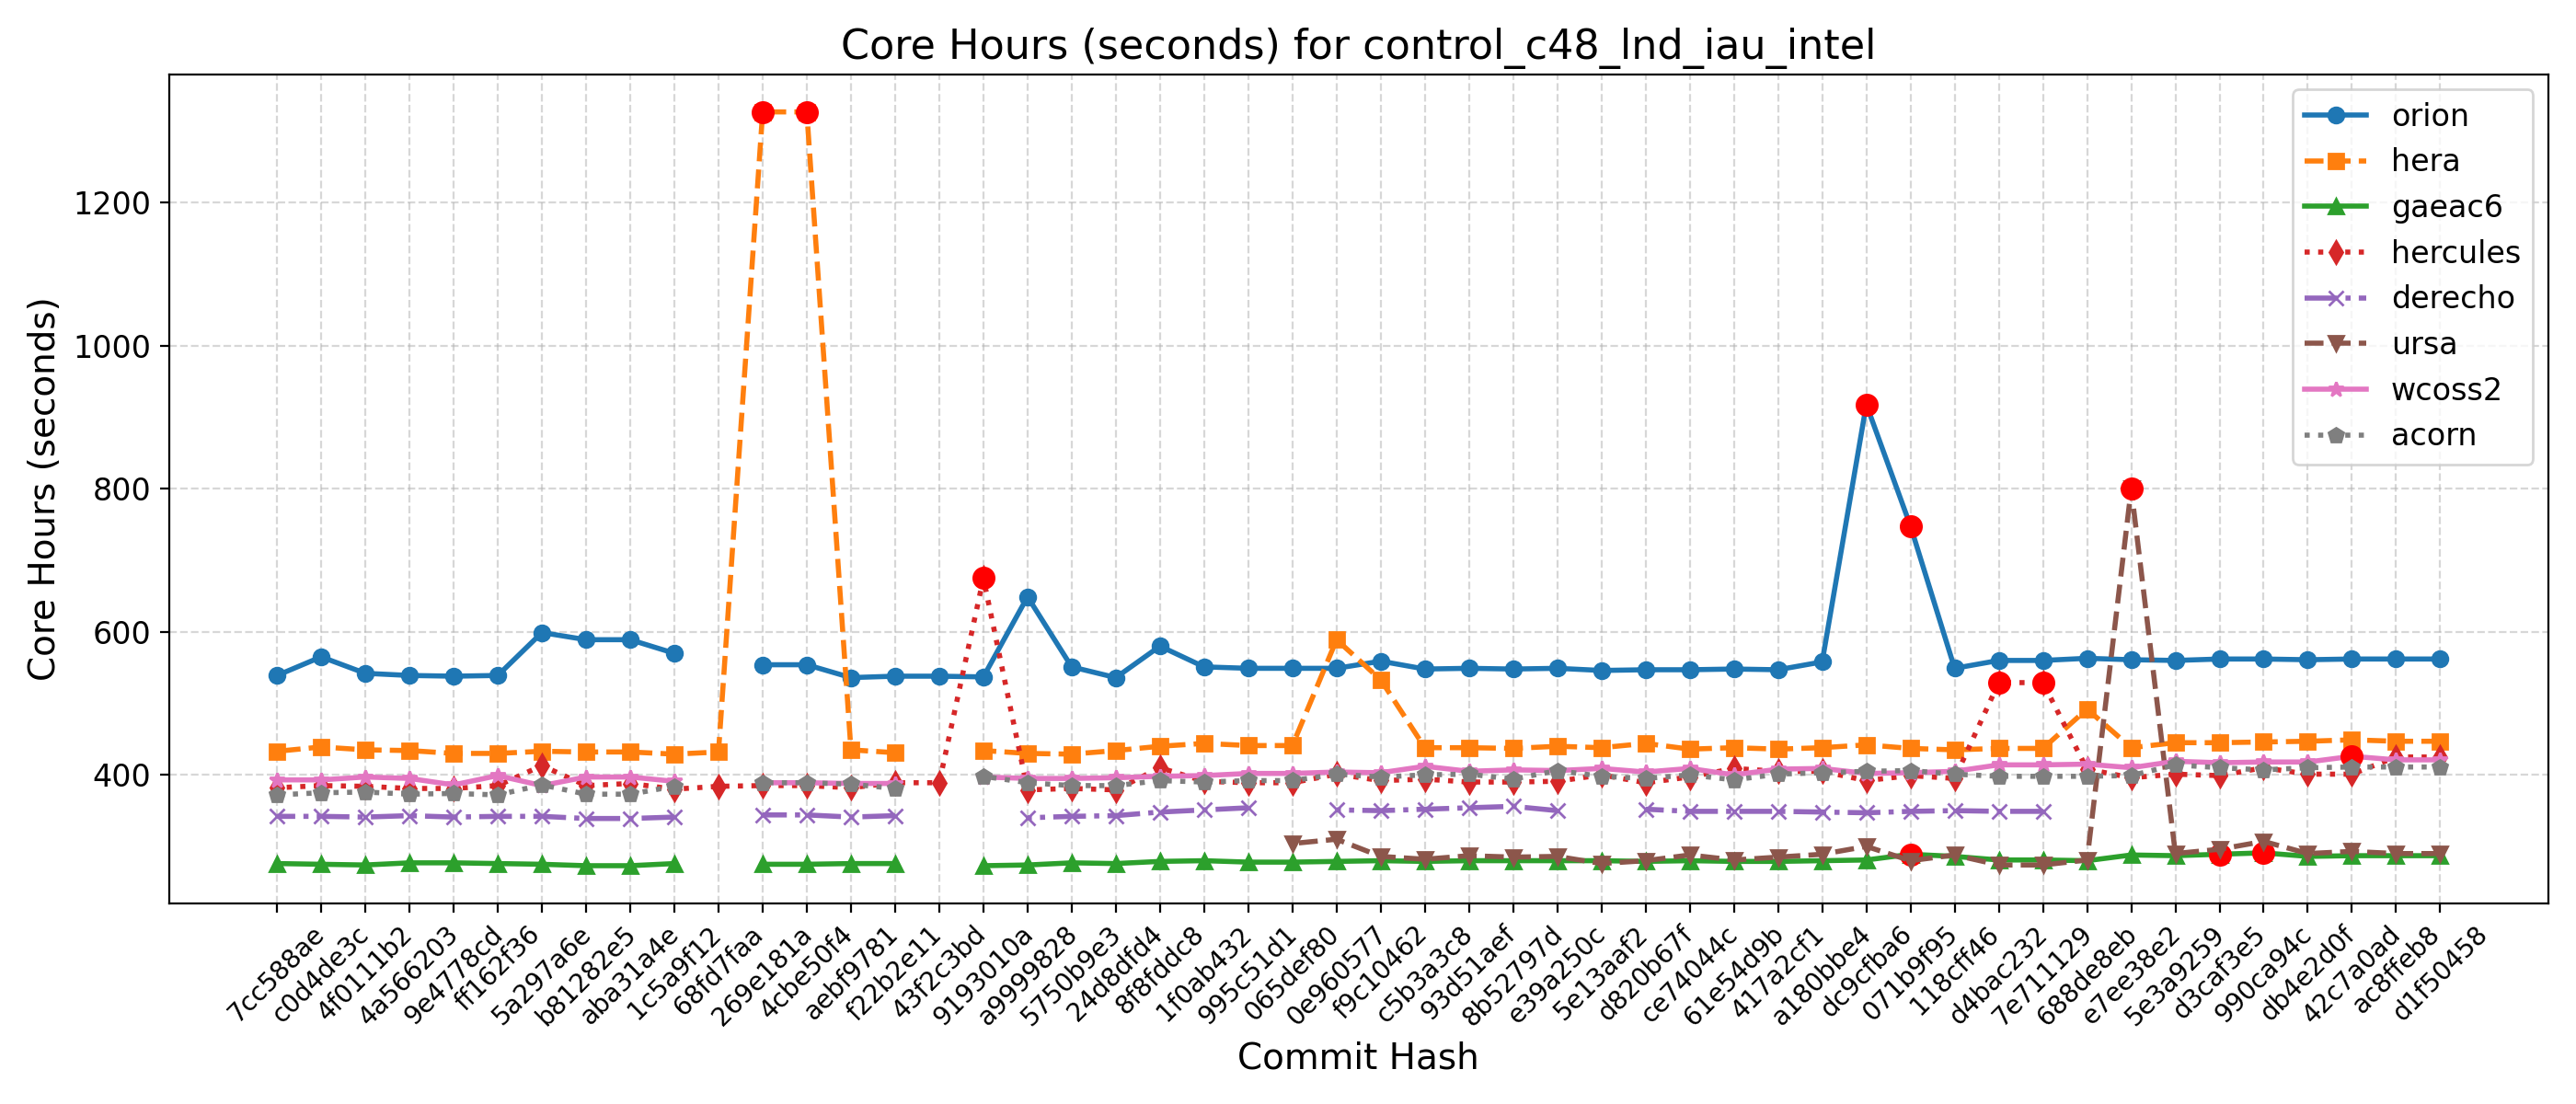 Core Hours (seconds) for control_c48_lnd_iau_intel
Core Hours (seconds)
1200
1000
800
600
400
orion
hera
gaeac6
hercules
derecho
ursa
wcoss2
acorn
7cc588ae
c0d4de3c
4f0111b2
4a566203
9e4778cd
ff162f36
5a297a6e
b81282e5
aba31a4e
1c5a9f12
68fd7faa
269e181a
4cbe50f4
aebf9781
f22b2e11
43f2c3bd
9193010a
a9999828
5750b9e3
24d8dfd4
8f8fddc8
1f0ab432
995c51d1
065def80
0e960577
f9c10462
c5b3a3c8
93d51aef
8b52797d
e39a250c
5e13aaf2
d820b67f
ce74044c
61e54d9b
417a2cf1
a180bbe4
dc9cfba6
071b9f95
118cff46
d4bac232
7e711129
688de8eb
e7ee38e2
5e3a9259
d3caf3e5
990ca94c
db4e2d0f
42c7a0ad
ac8ffeb8
d1f50458
Commit Hash